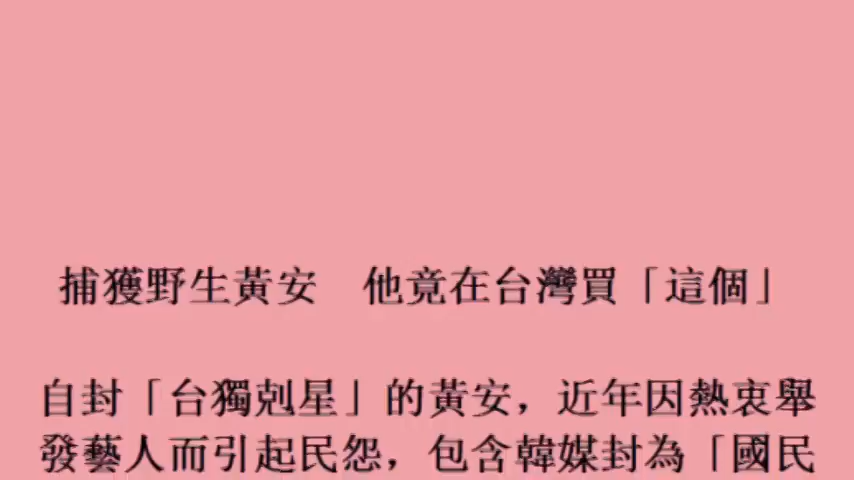 捕獲野生黃安　他竟在台灣買「這個」
自封「台獨剋星」的黃安，近年因熱衷舉
發藝人而引起民怨，包含韓媒封為「國民